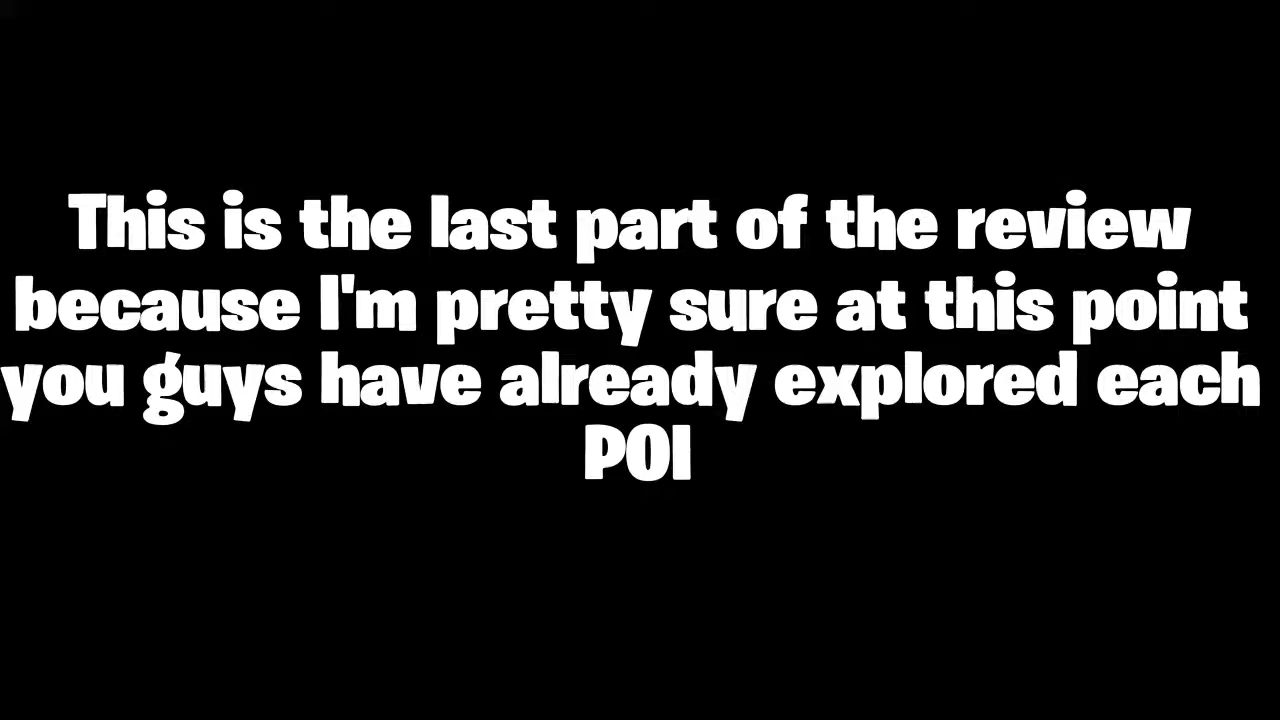 This is the last part of the review
because I'm pretty sure at this point
you guys have already explored each
POI